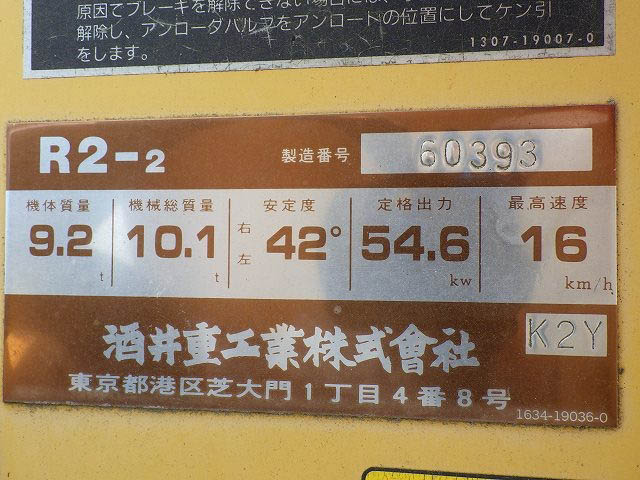 原因でブレーキを解除できない場合には、
解除し、アンローダバルブをアンロードの位置にしてケン引
をします。
1307-19007-0
R2-2 製造番号 60393
機体質量 機械総質量 安定度 定格出力 最高速度
9.2 t 10.1 t 右 左 42° 54.6 kw 16 km/h
酒井重工業株式會社 K2Y
東京都港区芝大門1丁目4番8号
1634-19036-0